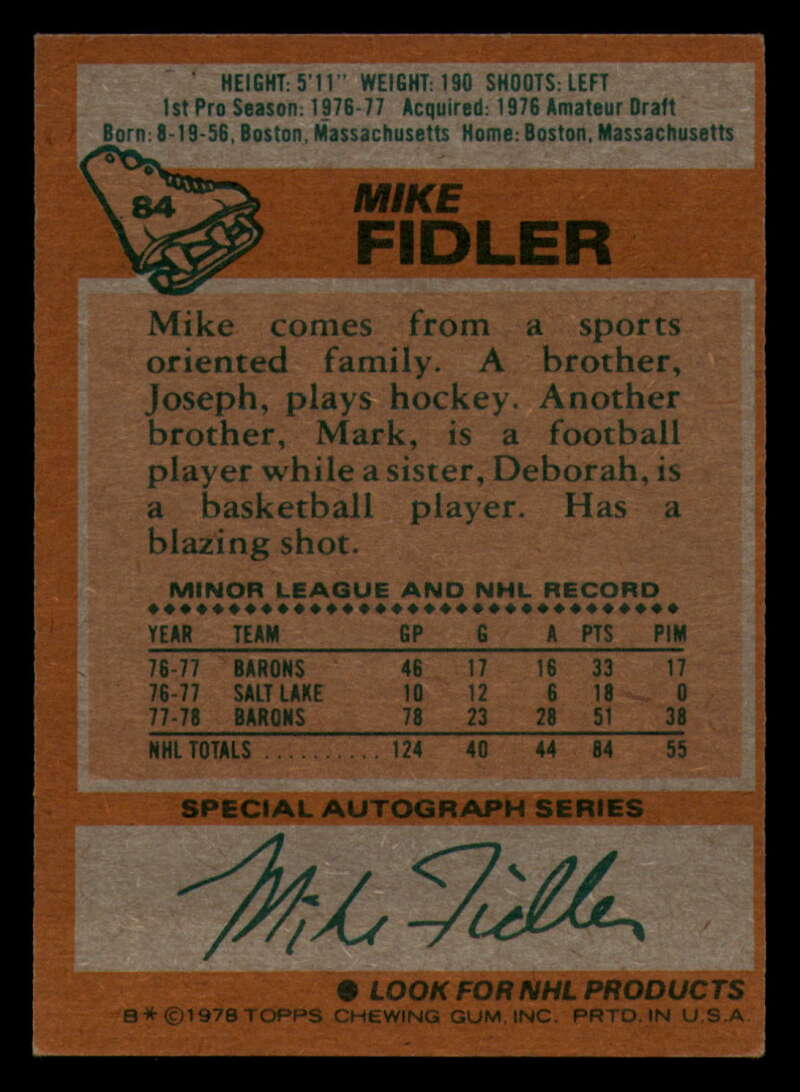 HEIGHT: 5'11" WEIGHT: 190 SHOOTS: LEFT
1st Pro Season: 1976-77 Acquired: 1976 Amateur Draft
Born: 8-19-56, Boston, Massachusetts Home: Boston, Massachusetts
84
MIKE
FIDLER
Mike comes from a sports
oriented family. A brother,
Joseph, plays hockey. Another
brother, Mark, is a football
player while a sister, Deborah, is
a basketball player. Has a
blazing shot.
MINOR LEAGUE AND NHL RECORD
YEAR TEAM GP G A PTS PIM
76-77 BARONS 46 17 16 33 17
76-77 SALT LAKE 10 12 6 18 0
77-78 BARONS 78 23 28 51 38
NHL TOTALS .......... 124 40 44 84 55
SPECIAL AUTOGRAPH SERIES
Mike Fidler
● LOOK FOR NHL PRODUCTS
B* ©1978 TOPPS CHEWING GUM, INC. PRTD. IN U.S.A.